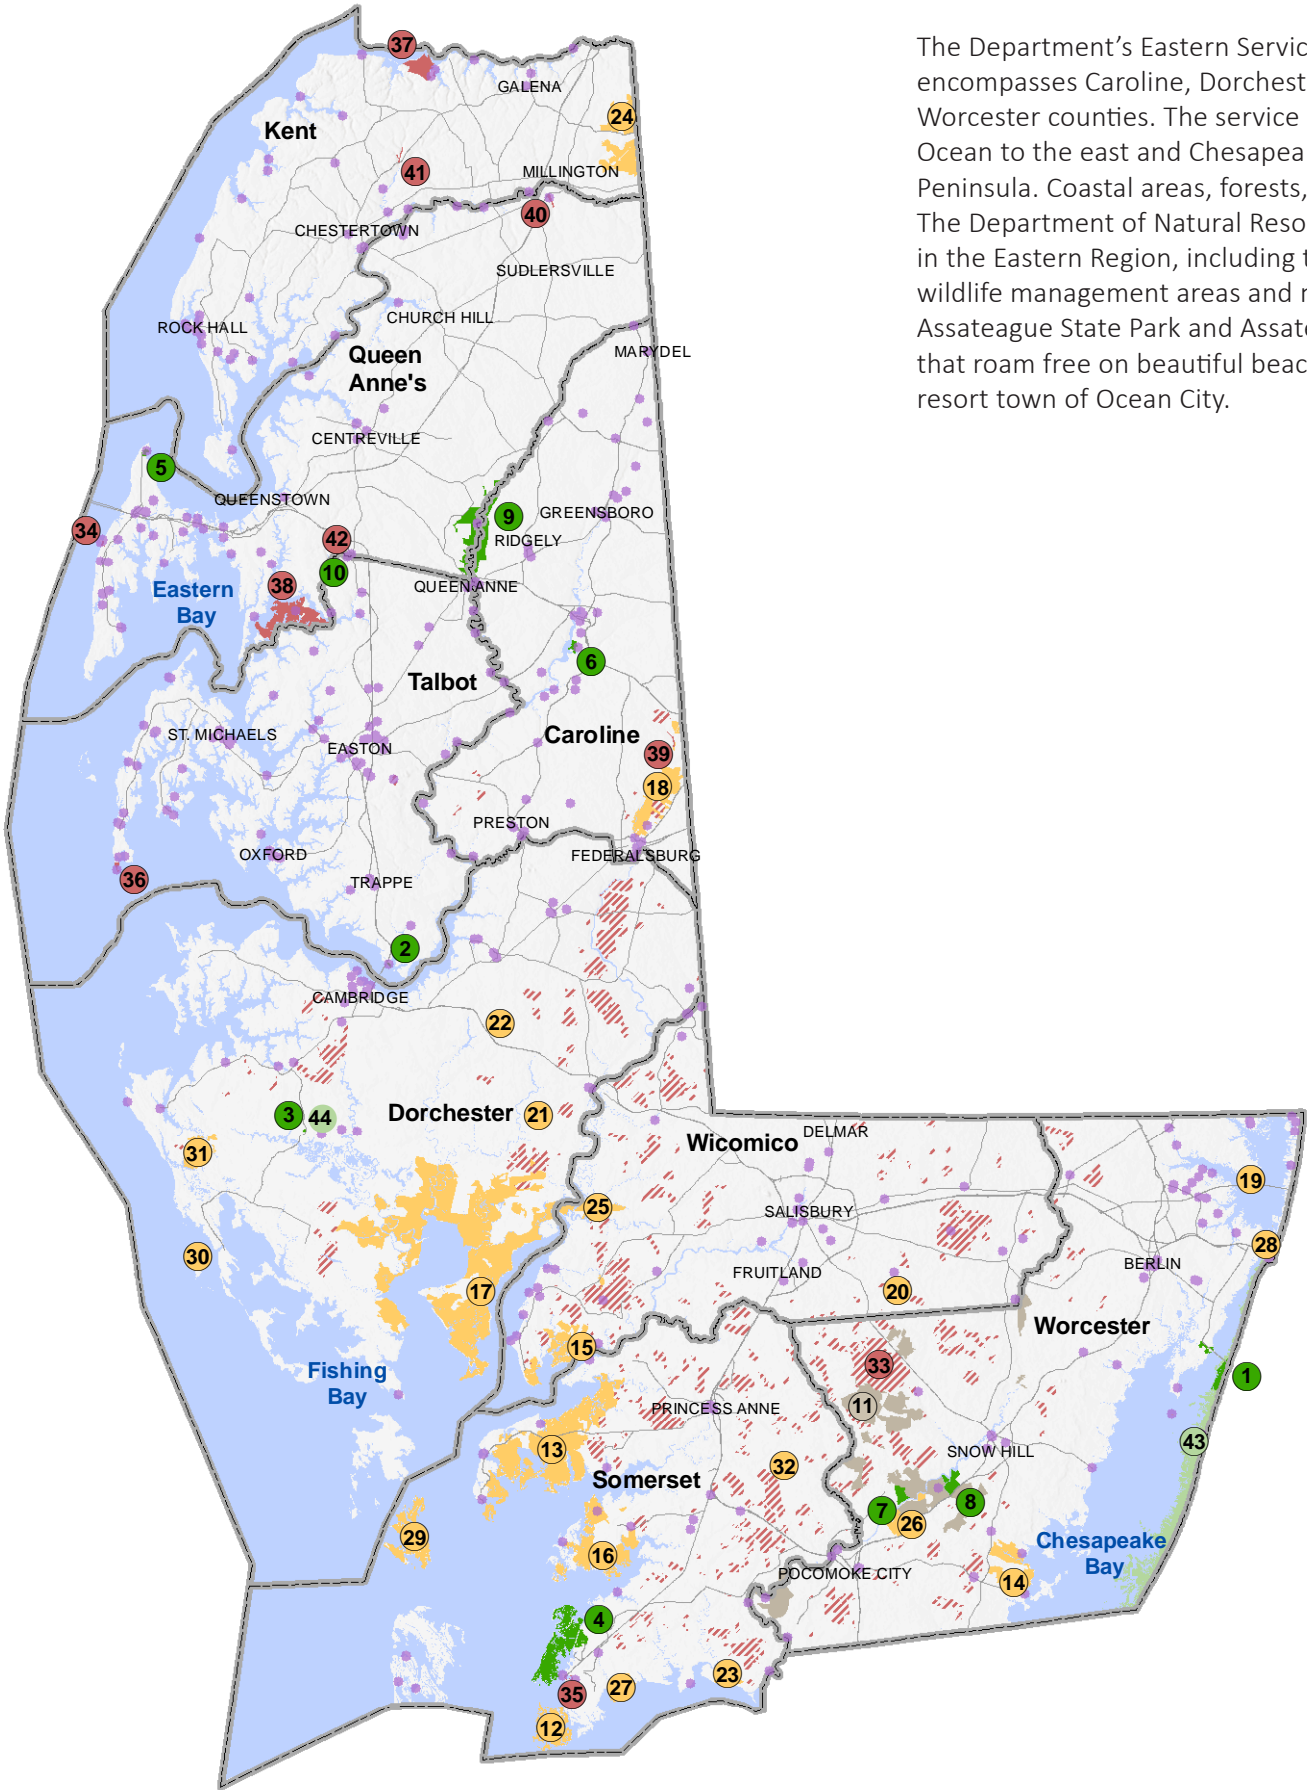 The Department’s Eastern Servic
encompasses Caroline, Dorchest
Worcester counties. The service
Ocean to the east and Chesapea
Peninsula. Coastal areas, forests,
The Department of Natural Reso
in the Eastern Region, including t
wildlife management areas and r
Assateague State Park and Assate
that roam free on beautiful beac
resort town of Ocean City.
37
GALENA
24
Kent
41
MILLINGTON
40
CHESTERTOWN
SUDLERSVILLE
CHURCH HILL
ROCK HALL
Queen
Anne's
MARYDEL
CENTREVILLE
5
QUEENSTOWN
9
GREENSBORO
34
42
RIDGELY
10
38
QUEEN ANNE
Eastern
Bay
6
Talbot
ST. MICHAELS
Caroline
EASTON
39
18
PRESTON
OXFORD
FEDERALSBURG
36
TRAPPE
2
CAMBRIDGE
22
3
44
Dorchester
21
31
Wicomico
DELMAR
19
25
SALISBURY
30
28
BERLIN
FRUITLAND
17
20
Worcester
15
33
Fishing
Bay
1
11
PRINCESS ANNE
43
13
SNOW HILL
32
Somerset
8
7
26
29
Chesapeake
Bay
16
POCOMOKE CITY
14
4
23
27
35
12